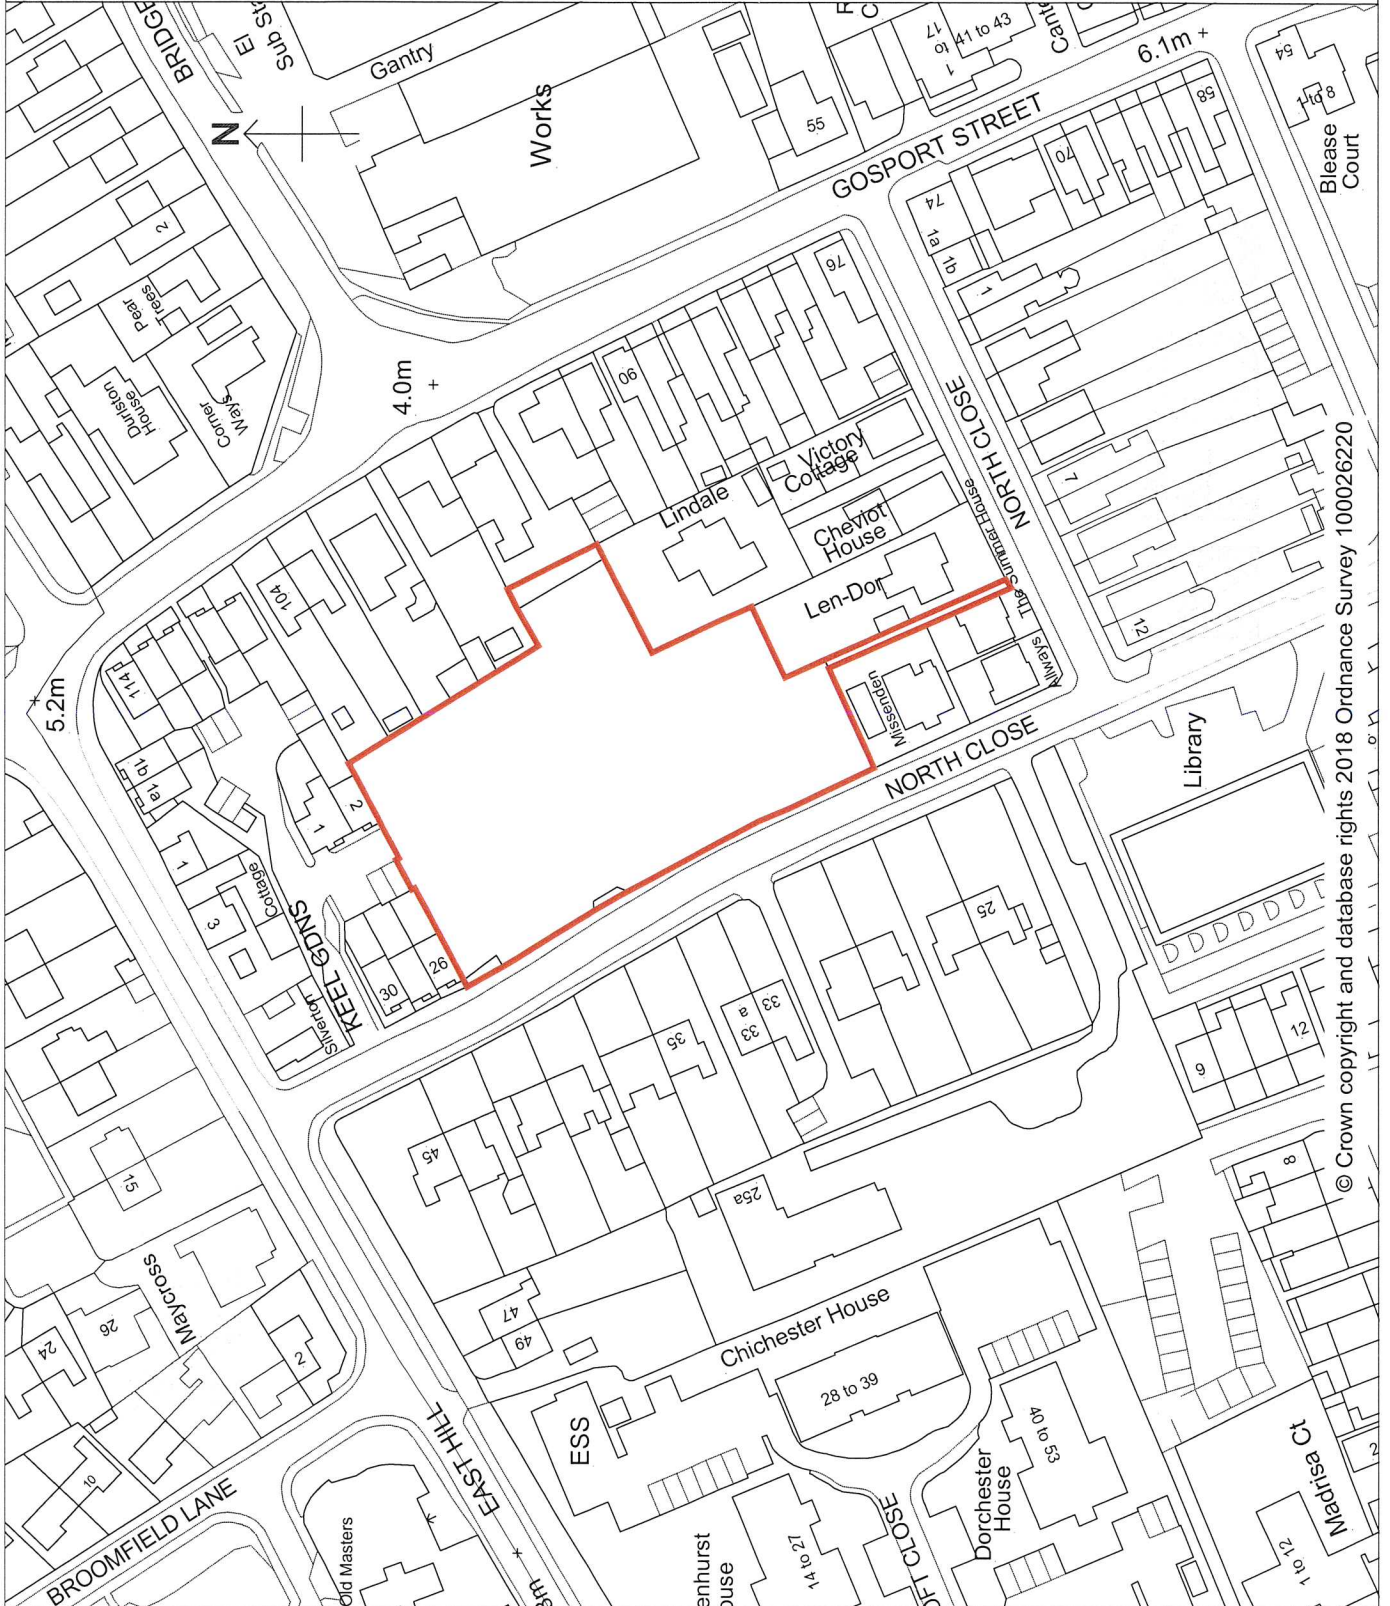 BRIDGE
El
Sub Sta
Gantry
N
Works
55
17
1 to
41 to 43
6.1m +
54
1 to 8
Blease
Court
58
70
74
1a
1b
1
GOSPORT STREET
2
Pear
Trees
Durlston
House
Corner
Ways
4.0m
+
90
76
Lindale
Victory
Cottage
Cheviot
House
Len-Dor
The Summer House
NORTH CLOSE
7
12
104
114
5.2m
+
1b
1a
1
3
Cottage
1
2
KEEL GDNS
Silverton
30
26
Missenden
Allways
NORTH CLOSE
Library
25
33
33
a
35
45
15
Maycross
26
24
2
10
47
49
25a
9
12
8
Chichester House
28 to 39
ESS
EAST HILL
BROOMFIELD LANE
Old Masters
enhurst
ouse
14 to 27
OFT CLOSE
Dorchester
House
Madrisa Ct
1 to 12
2
© Crown copyright and database rights 2018 Ordnance Survey 100026220